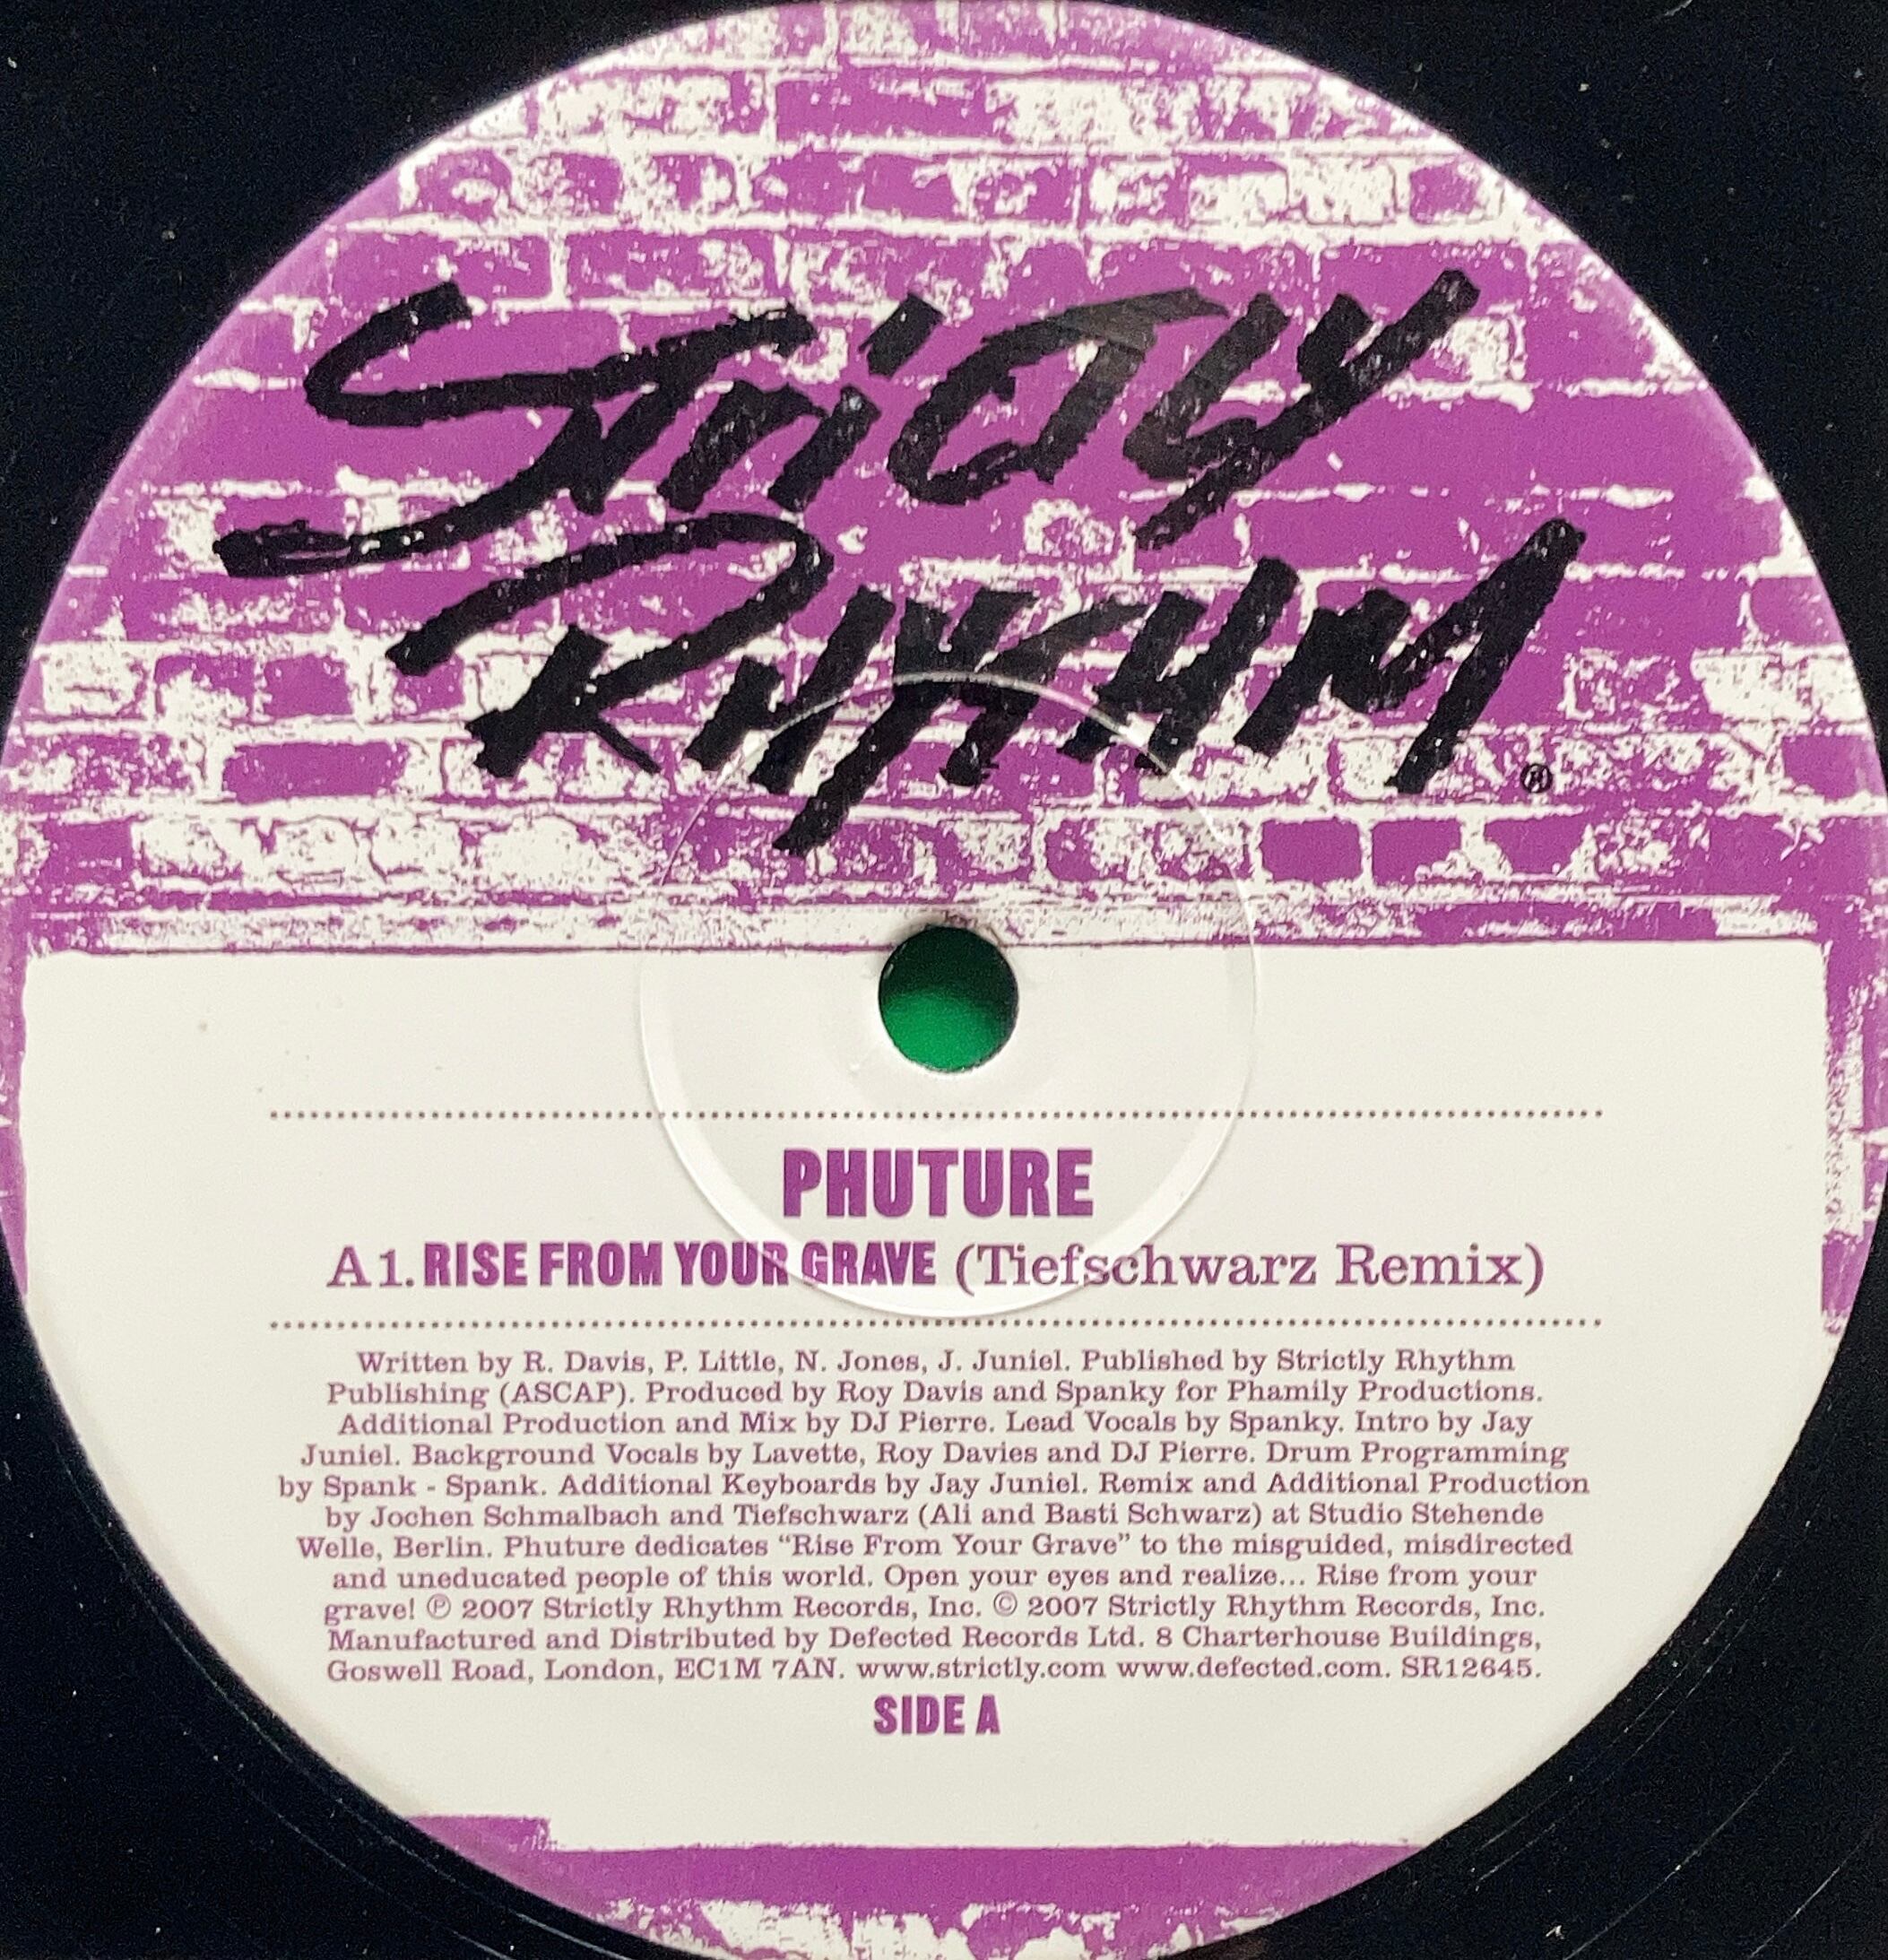 Strictly
Rhythm ®
PHUTURE
A1. RISE FROM YOUR GRAVE (Tiefschwarz Remix)
Written by R. Davis, P. Little, N. Jones, J. Juniel. Published by Strictly Rhythm
Publishing (ASCAP). Produced by Roy Davis and Spanky for Phamily Productions.
Additional Production and Mix by DJ Pierre. Lead Vocals by Spanky. Intro by Jay
Juniel. Background Vocals by Lavette, Roy Davies and DJ Pierre. Drum Programming
by Spank - Spank. Additional Keyboards by Jay Juniel. Remix and Additional Production
by Jochen Schmalbach and Tiefschwarz (Ali and Basti Schwarz) at Studio Stehende
Welle, Berlin. Phuture dedicates “Rise From Your Grave” to the misguided, misdirected
and uneducated people of this world. Open your eyes and realize... Rise from your
grave! ℗ 2007 Strictly Rhythm Records, Inc. © 2007 Strictly Rhythm Records, Inc.
Manufactured and Distributed by Defected Records Ltd. 8 Charterhouse Buildings,
Goswell Road, London, EC1M 7AN. www.strictly.com www.defected.com. SR12645.
SIDE A